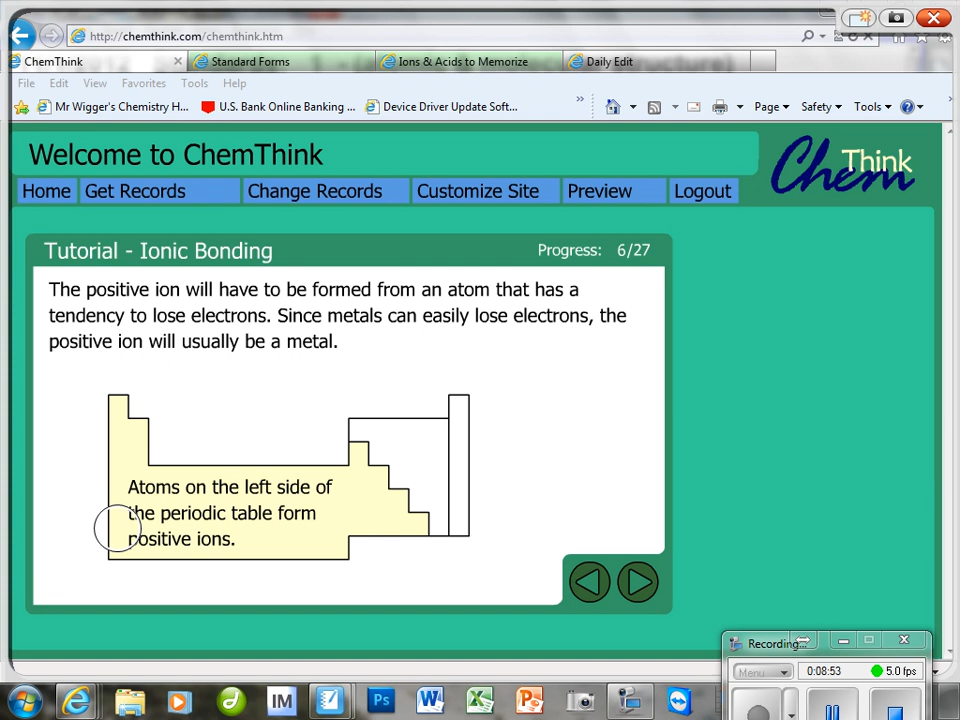 http://chemthink.com/chemthink.htm
ChemThink
Standard Forms
Ions & Acids to Memorize
Daily Edit
File Edit View Favorites Tools Help
Mr Wigger's Chemistry H...
U.S. Bank Online Banking ...
Device Driver Update Soft...
Page
Safety
Tools
Welcome to ChemThink
Chem Think
Home
Get Records
Change Records
Customize Site
Preview
Logout
Tutorial - Ionic Bonding
Progress: 6/27
The positive ion will have to be formed from an atom that has a
tendency to lose electrons. Since metals can easily lose electrons, the
positive ion will usually be a metal.
Atoms on the left side of
the periodic table form
positive ions.
Recording...
Menu
0:08:53
5.0 fps
IM
Ps
W
X
P